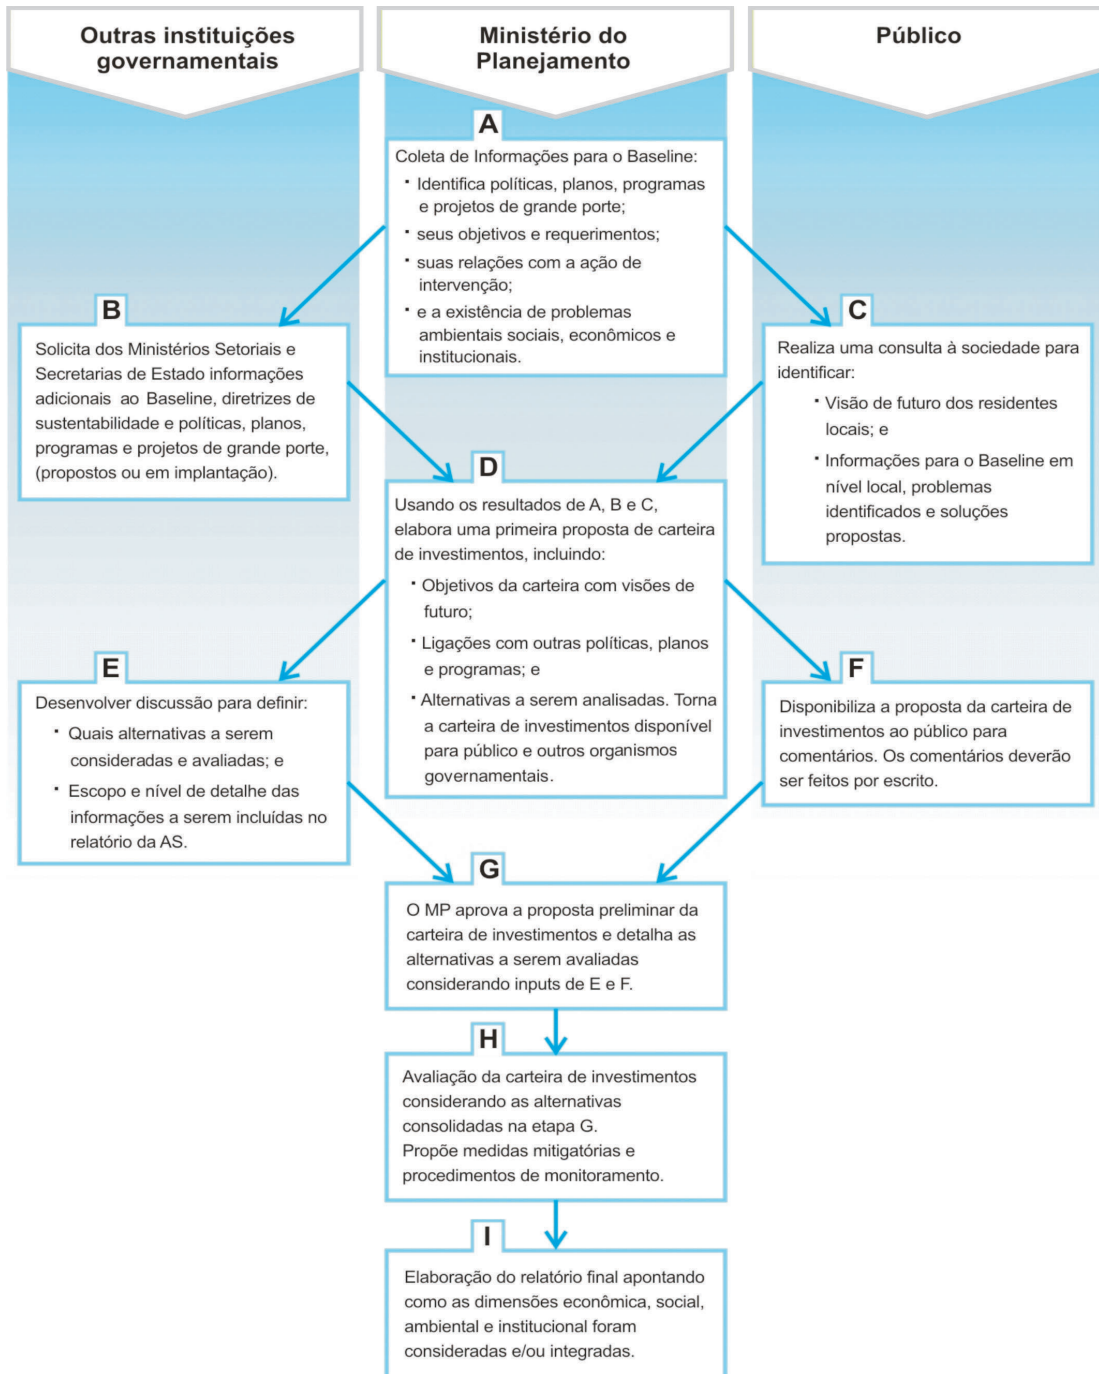 Outras instituições
governamentais
Ministério do
Planejamento
Público
A
Coleta de Informações para o Baseline:
▪ Identifica políticas, planos, programas
e projetos de grande porte;
▪ seus objetivos e requerimentos;
▪ suas relações com a ação de
intervenção;
▪ e a existência de problemas
ambientais sociais, econômicos e
institucionais.
B
Solicita dos Ministérios Setoriais e
Secretarias de Estado informações
adicionais ao Baseline, diretrizes de
sustentabilidade e políticas, planos,
programas e projetos de grande porte,
(propostos ou em implantação).
C
Realiza uma consulta à sociedade para
identificar:
▪ Visão de futuro dos residentes
locais; e
▪ Informações para o Baseline em
nível local, problemas
identificados e soluções
propostas.
D
Usando os resultados de A, B e C,
elabora uma primeira proposta de carteira
de investimentos, incluindo:
▪ Objetivos da carteira com visões de
futuro;
▪ Ligações com outras políticas, planos
e programas; e
▪ Alternativas a serem analisadas. Torna
a carteira de investimentos disponível
para público e outros organismos
governamentais.
E
Desenvolver discussão para definir:
▪ Quais alternativas a serem
consideradas e avaliadas; e
▪ Escopo e nível de detalhe das
informações a serem incluídas no
relatório da AS.
F
Disponibiliza a proposta da carteira de
investimentos ao público para
comentários. Os comentários deverão
ser feitos por escrito.
G
O MP aprova a proposta preliminar da
carteira de investimentos e detalha as
alternativas a serem avaliadas
considerando inputs de E e F.
H
Avaliação da carteira de investimentos
considerando as alternativas
consolidadas na etapa G.
Propõe medidas mitigatórias e
procedimentos de monitoramento.
I
Elaboração do relatório final apontando
como as dimensões econômica, social,
ambiental e institucional foram
consideradas e/ou integradas.